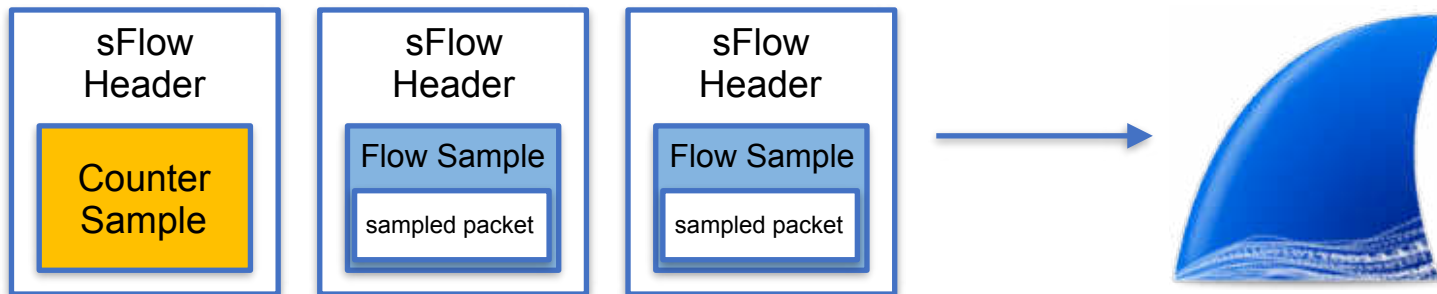 sFlow
Header
Counter
Sample
sFlow
Header
Flow Sample
sampled packet
sFlow
Header
Flow Sample
sampled packet